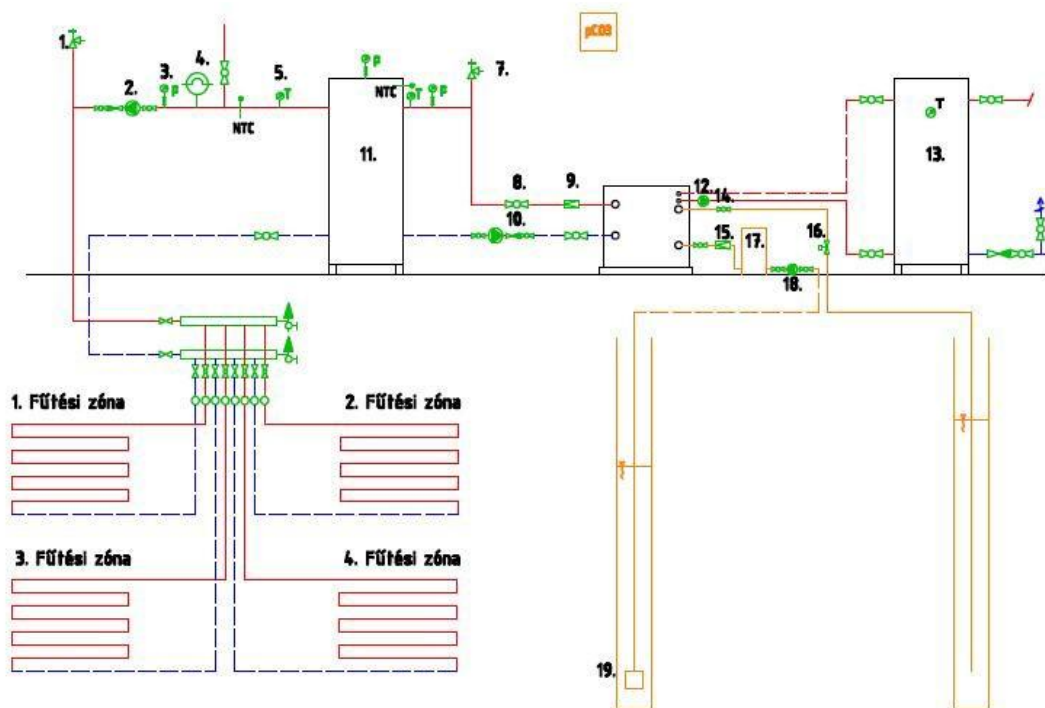 pCO3
1.
2.
3.
P
4.
5.
T
NTC
P
NTC
T
P
7.
11.
8.
9.
10.
12.
14.
15.
17.
16.
18.
13.
T
1. Fűtési zóna
2. Fűtési zóna
3. Fűtési zóna
4. Fűtési zóna
19.